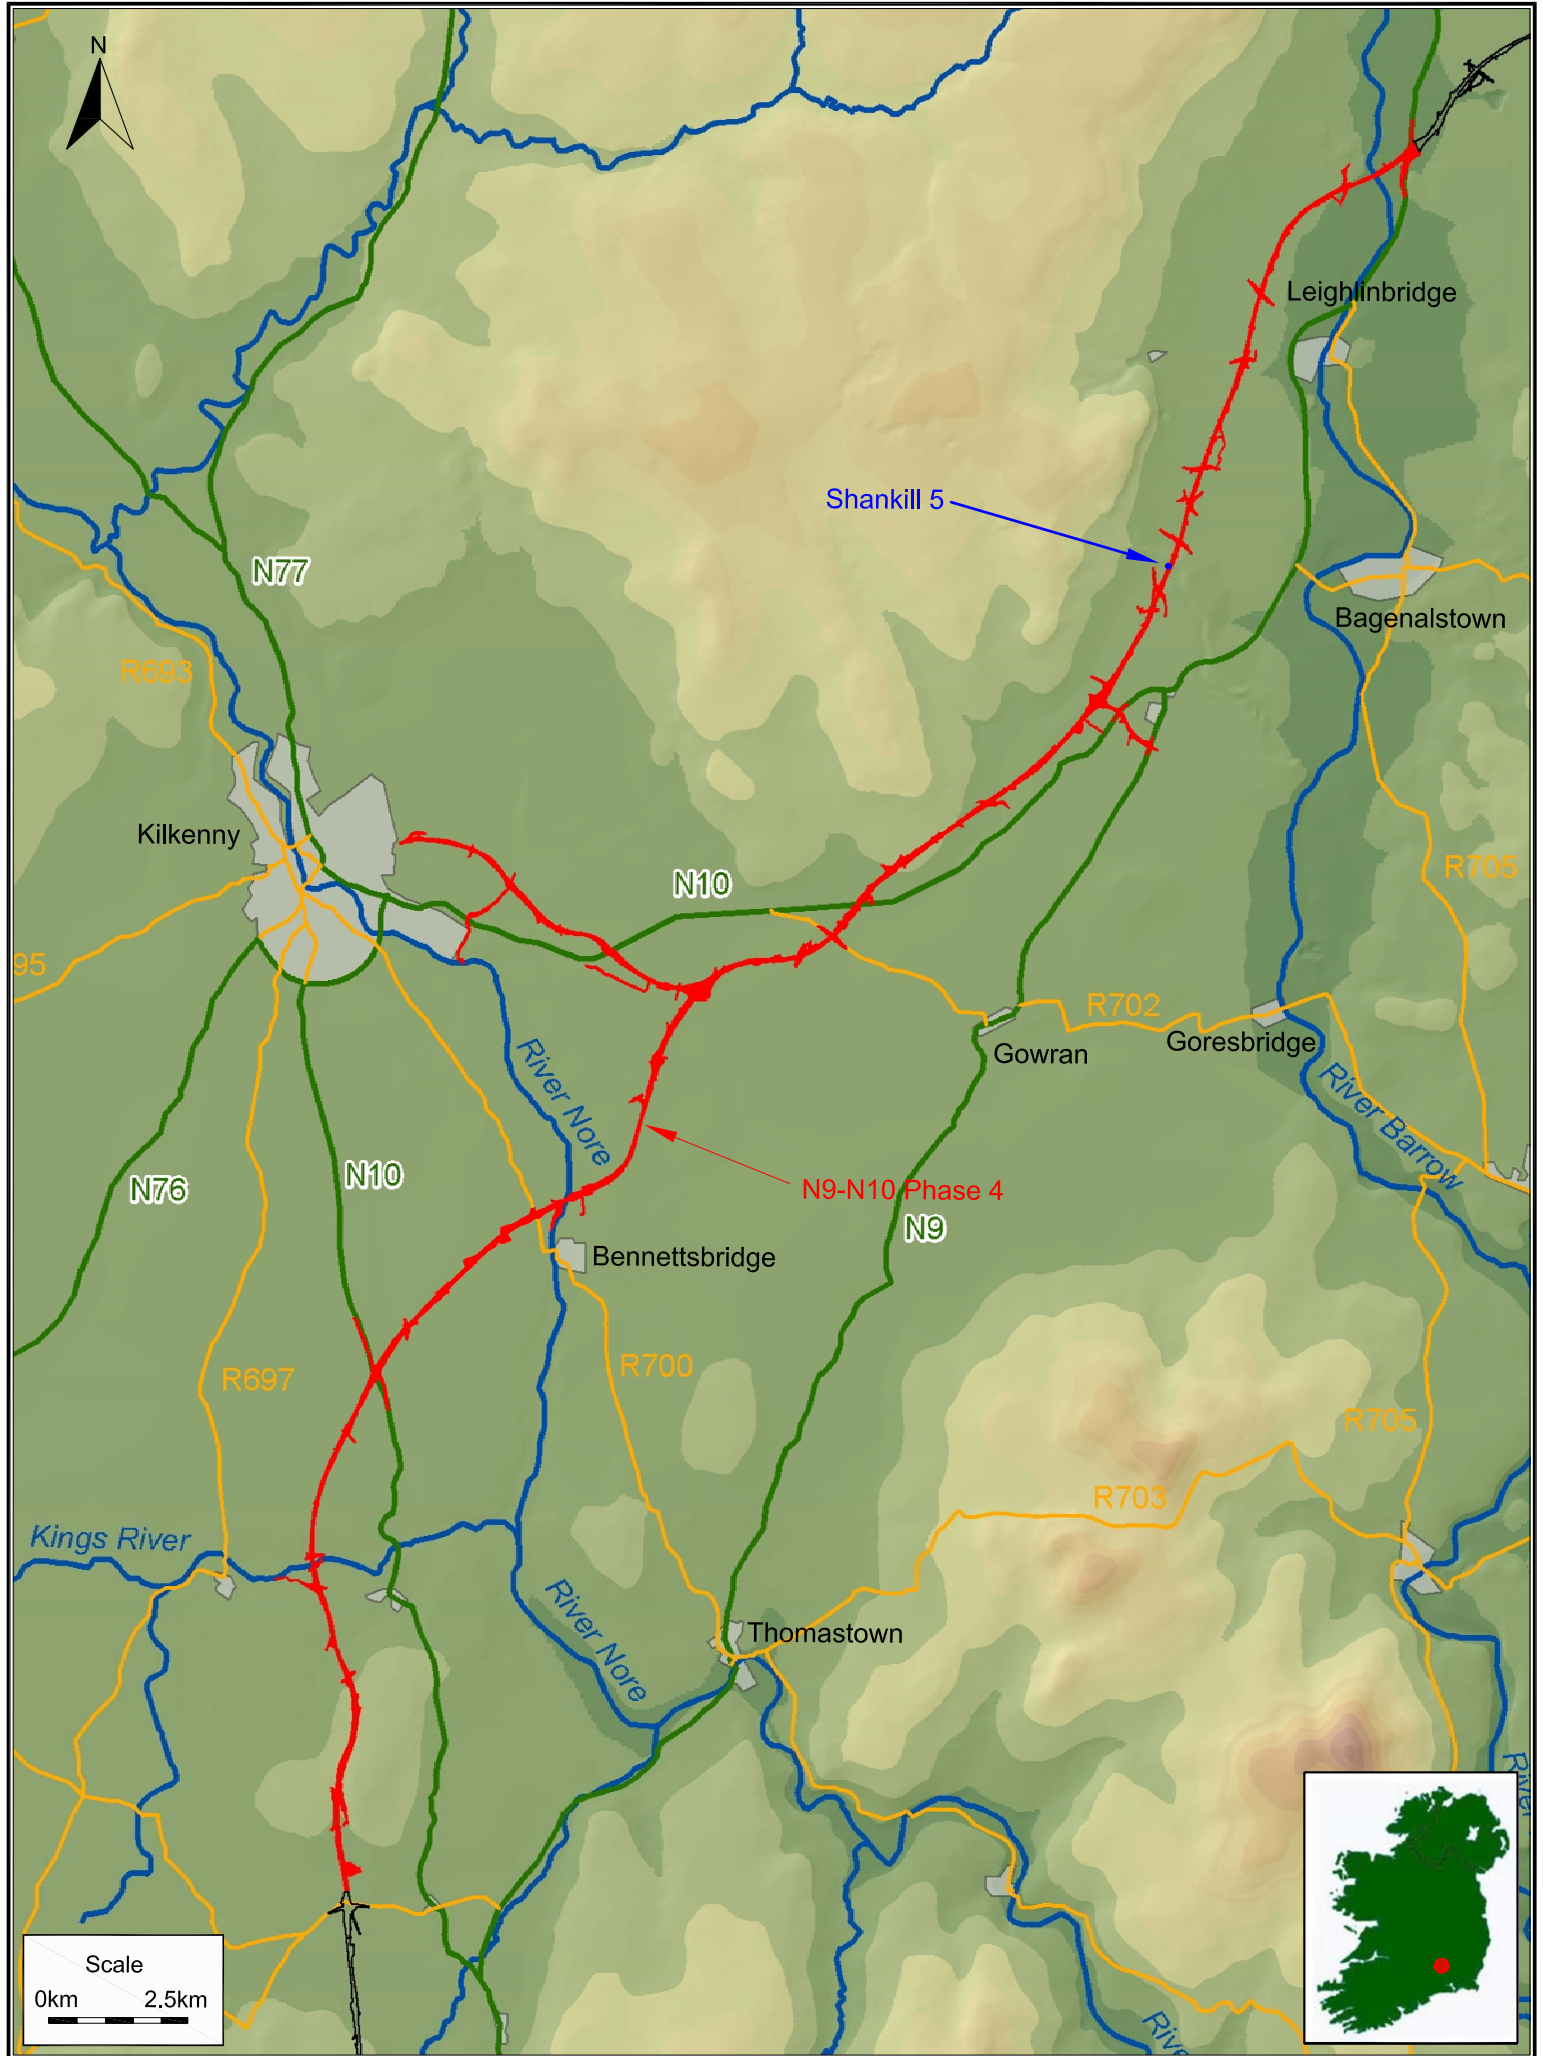 N
Leighlinbridge
Shankill 5
N77
Bagenalstown
R693
Kilkenny
R705
N10
95
R702
Gowran
Goresbridge
River Nore
River Barrow
N76
N10
N9-N10 Phase 4
N9
Bennettsbridge
R700
R697
R705
R703
Kings River
River Nore
Thomastown
Scale
0km 2.5km